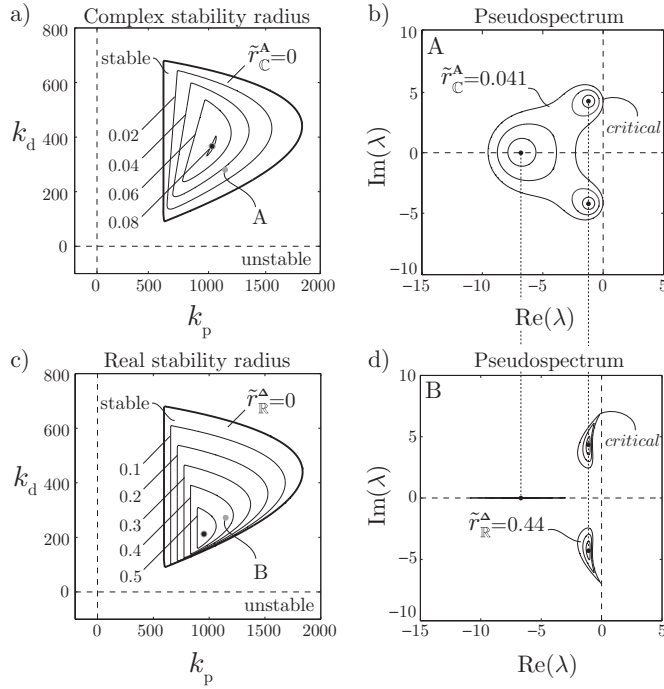 a) Complex stability radius
800
600
400
200
0
k_d
stable
r̃_ℂ^A=0
0.02
0.04
0.06
0.08
A
unstable
0 500 1000 1500 2000
k_p
b) Pseudospectrum
10
5
0
−5
−10
Im(λ)
A
r̃_ℂ^A=0.041
critical
−15 −10 −5 0 5
Re(λ)
c) Real stability radius
800
600
400
200
0
k_d
stable
r̃_ℝ^Δ=0
0.1
0.2
0.3
0.4
0.5
B
unstable
0 500 1000 1500 2000
k_p
d) Pseudospectrum
10
5
0
−5
−10
Im(λ)
B
critical
r̃_ℝ^Δ=0.44
−15 −10 −5 0 5
Re(λ)